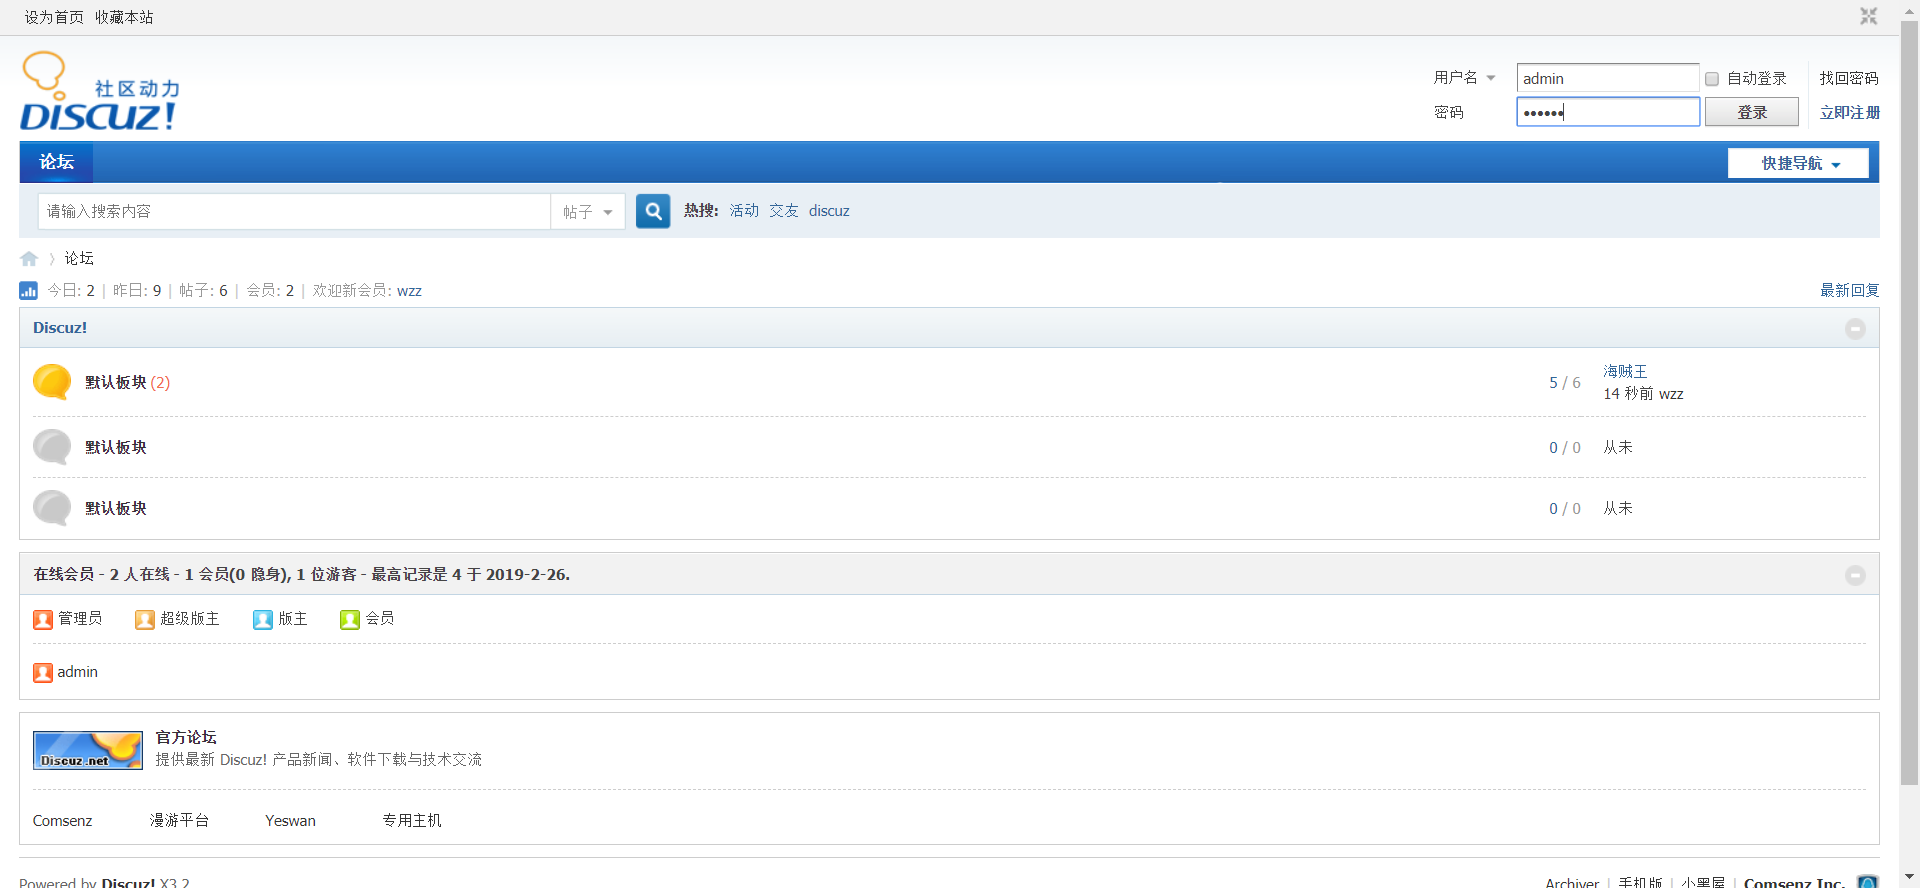 设为首页 收藏本站
社区动力
DISCUZ!
用户名 admin 自动登录 找回密码
密码 •••••• 登录 立即注册
论坛 快捷导航
请输入搜索内容 帖子 热搜: 活动 交友 discuz
论坛
今日: 2 | 昨日: 9 | 帖子: 6 | 会员: 2 | 欢迎新会员: wzz 最新回复
Discuz!
默认板块 (2) 5 / 6 海贼王
14 秒前 wzz
默认板块 0 / 0 从未
默认板块 0 / 0 从未
在线会员 - 2 人在线 - 1 会员(0 隐身), 1 位游客 - 最高记录是 4 于 2019-2-26.
管理员 超级版主 版主 会员
admin
Discuz.net
官方论坛
提供最新 Discuz! 产品新闻、软件下载与技术交流
Comsenz 漫游平台 Yeswan 专用主机
Powered by Discuz! X3.2 Archiver | 手机版 | 小黑屋 | Comsenz Inc.